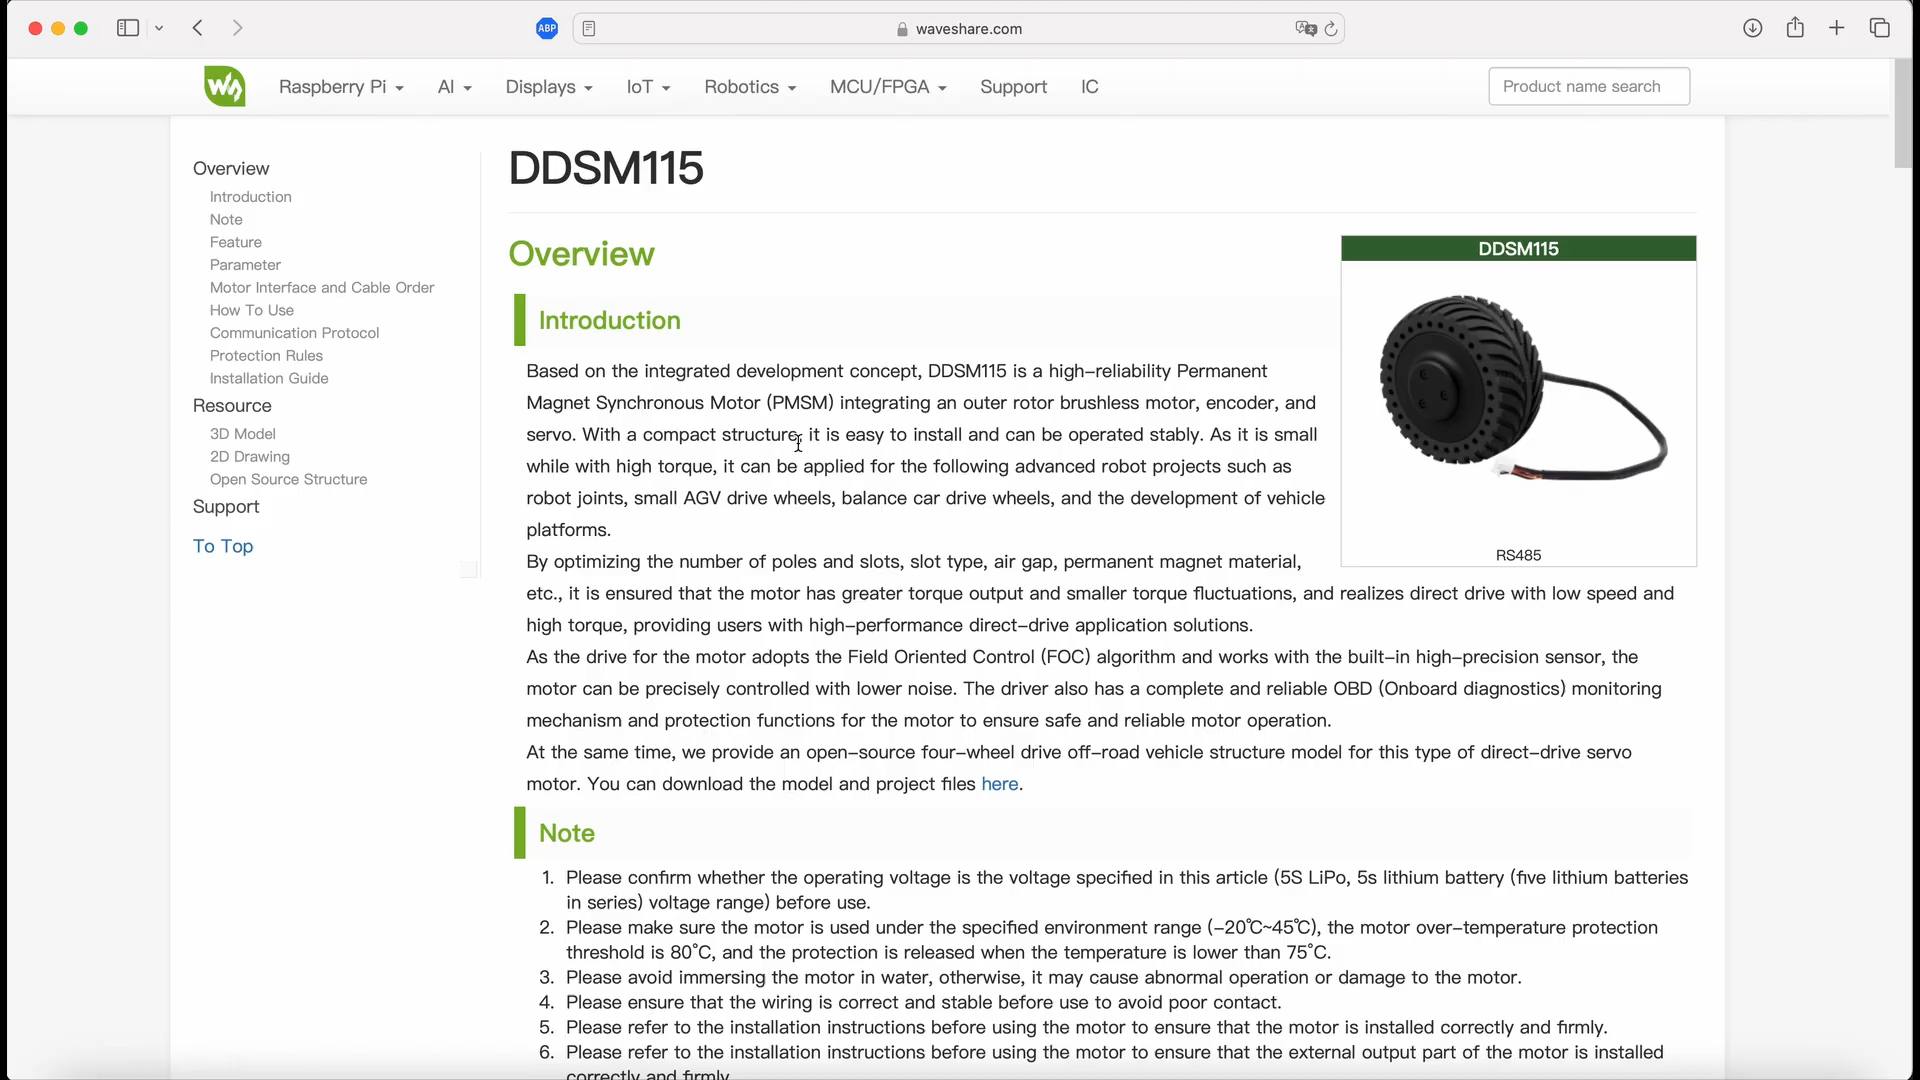 ABP
waveshare.com
Raspberry Pi
AI
Displays
IoT
Robotics
MCU/FPGA
Support
IC
Product name search
Overview
Introduction
Note
Feature
Parameter
Motor Interface and Cable Order
How To Use
Communication Protocol
Protection Rules
Installation Guide
Resource
3D Model
2D Drawing
Open Source Structure
Support
To Top
DDSM115
Overview
DDSM115
RS485
Introduction
Based on the integrated development concept, DDSM115 is a high-reliability Permanent
Magnet Synchronous Motor (PMSM) integrating an outer rotor brushless motor, encoder, and
servo. With a compact structure, it is easy to install and can be operated stably. As it is small
while with high torque, it can be applied for the following advanced robot projects such as
robot joints, small AGV drive wheels, balance car drive wheels, and the development of vehicle
platforms.
By optimizing the number of poles and slots, slot type, air gap, permanent magnet material,
etc., it is ensured that the motor has greater torque output and smaller torque fluctuations, and realizes direct drive with low speed and
high torque, providing users with high-performance direct-drive application solutions.
As the drive for the motor adopts the Field Oriented Control (FOC) algorithm and works with the built-in high-precision sensor, the
motor can be precisely controlled with lower noise. The driver also has a complete and reliable OBD (Onboard diagnostics) monitoring
mechanism and protection functions for the motor to ensure safe and reliable motor operation.
At the same time, we provide an open-source four-wheel drive off-road vehicle structure model for this type of direct-drive servo
motor. You can download the model and project files here.
Note
1. Please confirm whether the operating voltage is the voltage specified in this article (5S LiPo, 5s lithium battery (five lithium batteries
in series) voltage range) before use.
2. Please make sure the motor is used under the specified environment range (-20℃~45℃), the motor over-temperature protection
threshold is 80°C, and the protection is released when the temperature is lower than 75°C.
3. Please avoid immersing the motor in water, otherwise, it may cause abnormal operation or damage to the motor.
4. Please ensure that the wiring is correct and stable before use to avoid poor contact.
5. Please refer to the installation instructions before using the motor to ensure that the motor is installed correctly and firmly.
6. Please refer to the installation instructions before using the motor to ensure that the external output part of the motor is installed
correctly and firmly.